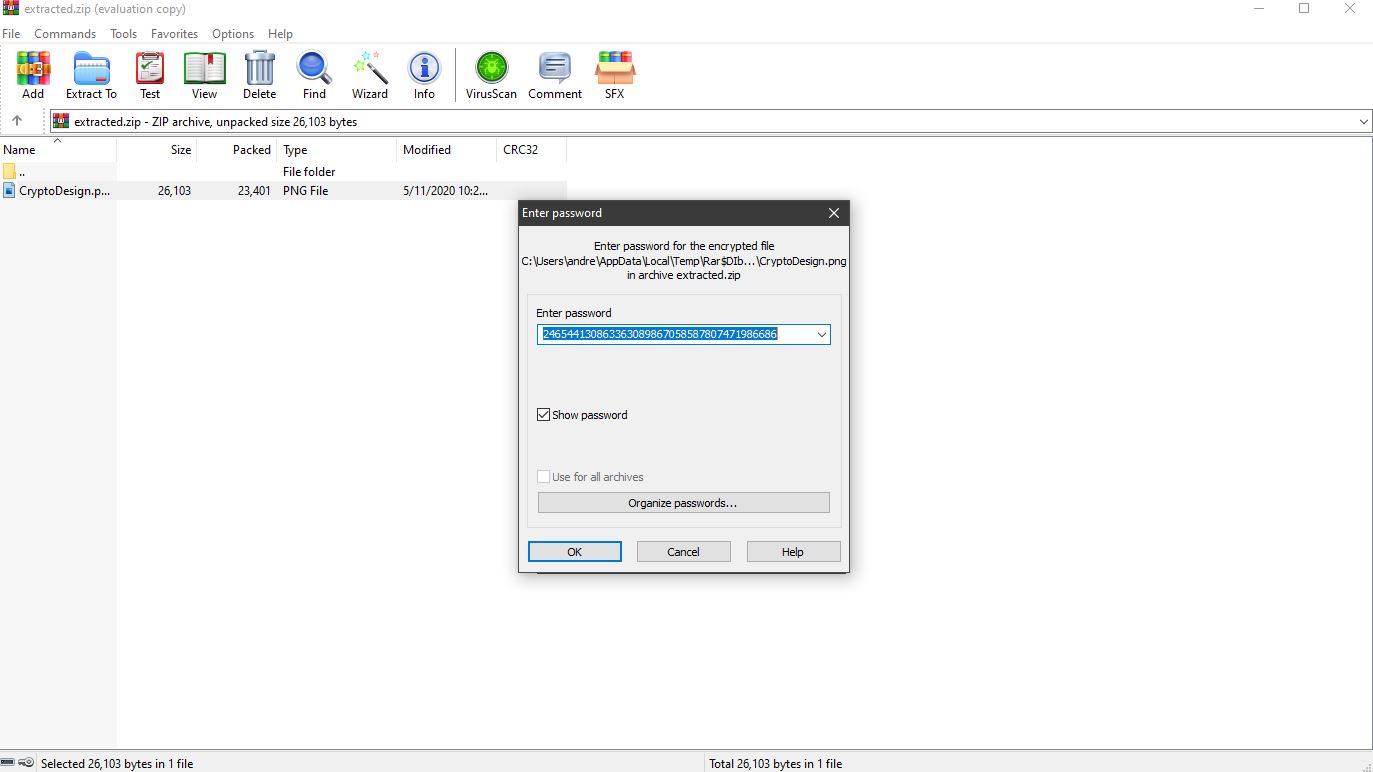 extracted.zip (evaluation copy)
File Commands Tools Favorites Options Help
Add Extract To Test View Delete Find Wizard Info VirusScan Comment SFX
extracted.zip - ZIP archive, unpacked size 26,103 bytes
Name Size Packed Type Modified CRC32
.. File folder
CryptoDesign.p... 26,103 23,401 PNG File 5/11/2020 10:2...
Enter password
Enter password for the encrypted file
C:\Users\andre\AppData\Local\Temp\Rar$DIb...\CryptoDesign.png
in archive extracted.zip
Enter password
246544130863363089867058587807471986686
Show password
Use for all archives
Organize passwords...
OK Cancel Help
Selected 26,103 bytes in 1 file Total 26,103 bytes in 1 file